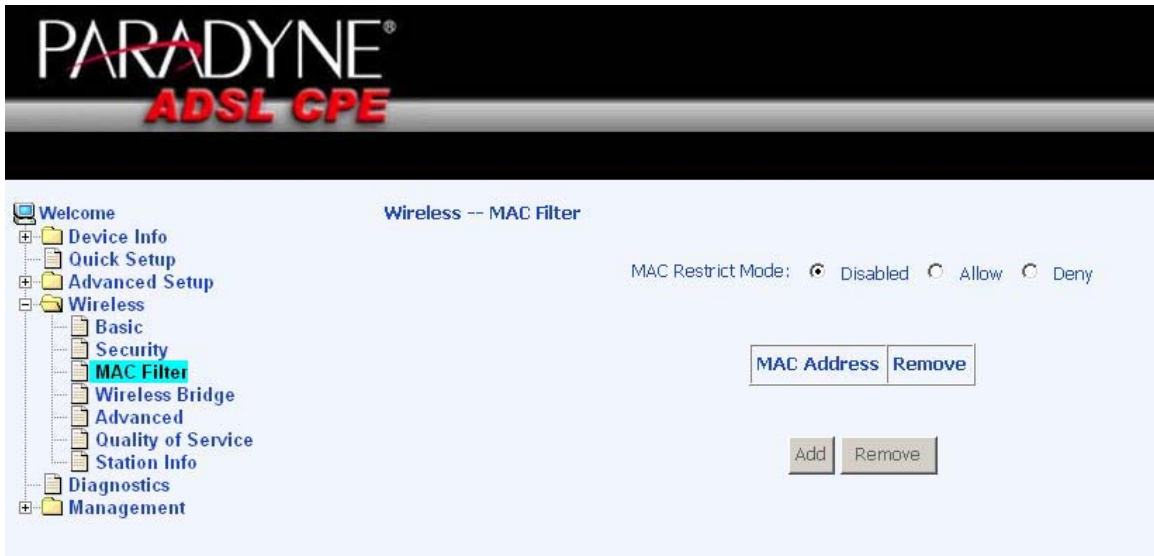 PARADYNE®
ADSL CPE
Welcome
Device Info
Quick Setup
Advanced Setup
Wireless
Basic
Security
MAC Filter
Wireless Bridge
Advanced
Quality of Service
Station Info
Diagnostics
Management
Wireless -- MAC Filter
MAC Restrict Mode: Disabled Allow Deny
MAC Address Remove
Add Remove